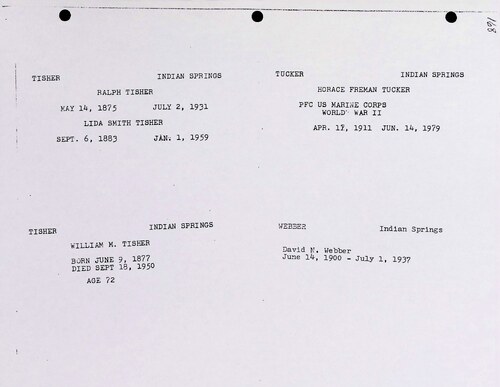 168
TISHER INDIAN SPRINGS
RALPH TISHER
MAY 14, 1875 JULY 2, 1931
LIDA SMITH TISHER
SEPT. 6, 1883 JAN. 1, 1959
TUCKER INDIAN SPRINGS
HORACE FREMAN TUCKER
PFC US MARINE CORPS
WORLD WAR II
APR. 1911 JUN. 14, 1979
TISHER INDIAN SPRINGS
WILLIAM M. TISHER
BORN JUNE 9, 1877
DIED SEPT 18, 1950
AGE 72
WEBBER Indian Springs
David M. Webber
June 14, 1900 - July 1, 1937